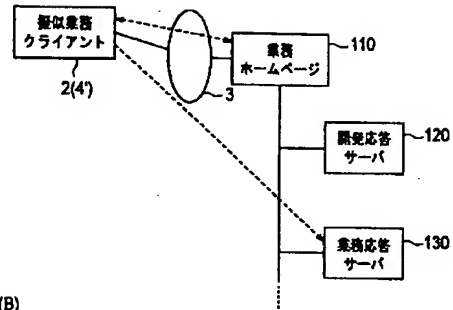 擬似業務
クライアント
2(4')
3
業務
ホームページ
110
開発応答
サーバ
120
業務応答
サーバ
130
(B)